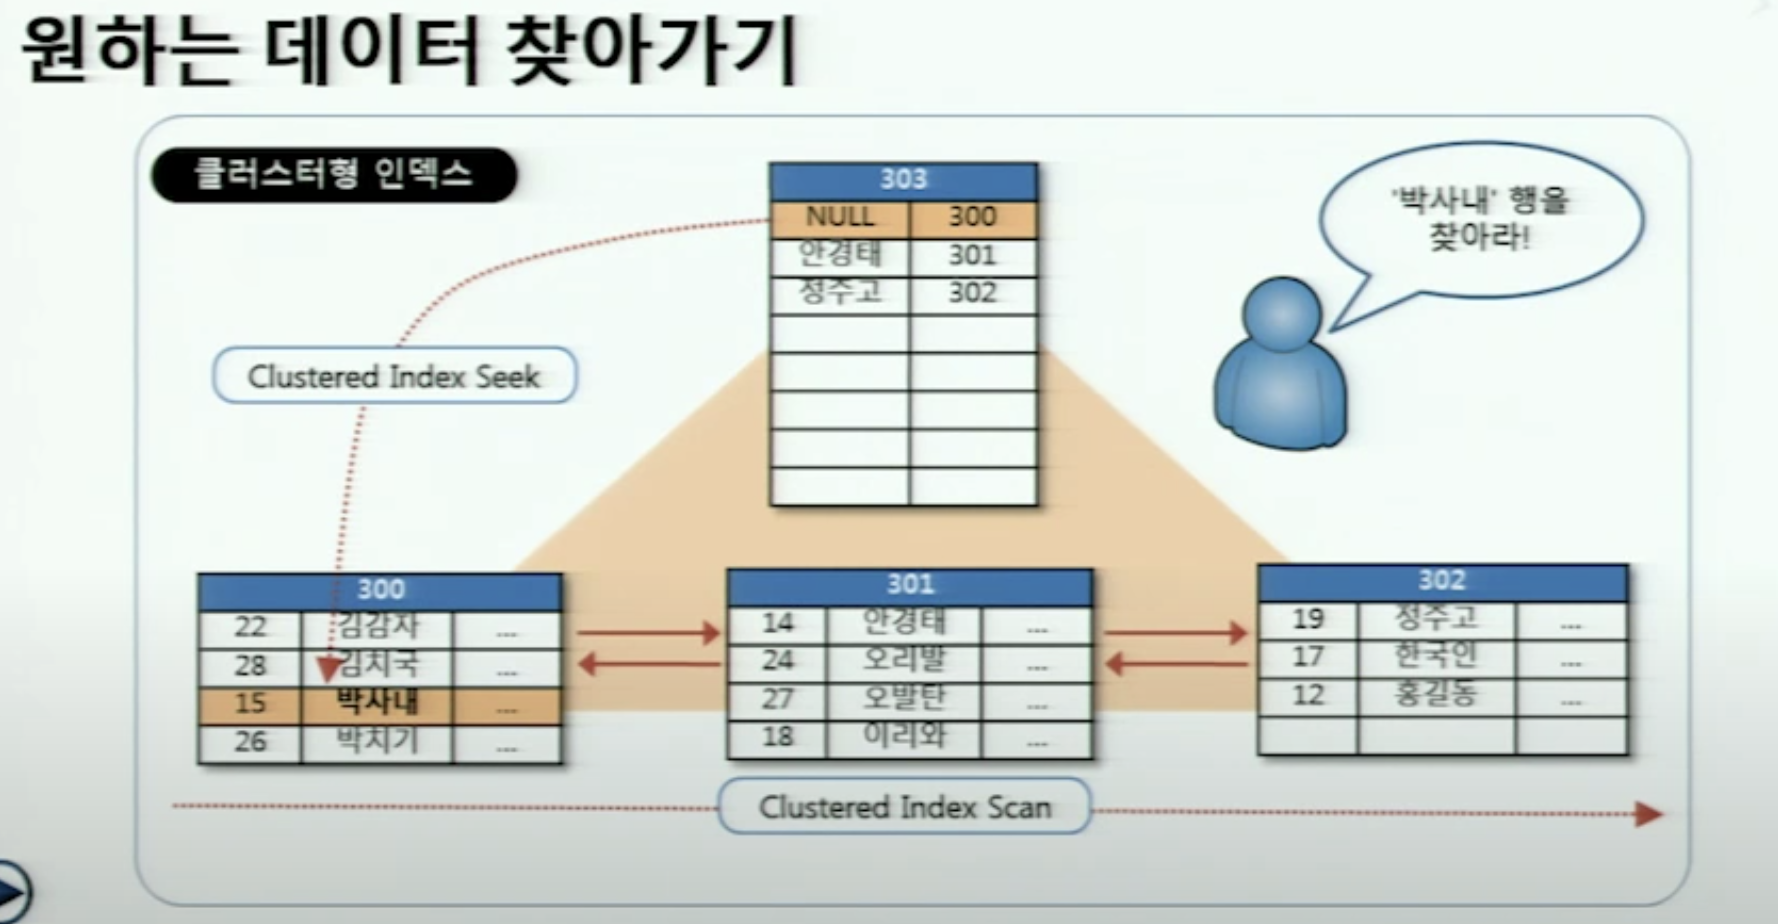 원하는 데이터 찾아가기
클러스터형 인덱스
303
NULL 300
안경태 301
정주고 302
'박사내' 행을
찾아라!
Clustered Index Seek
300
22 김감자 ...
28 김치국 ...
15 박사내 ...
26 박치기 ...
301
14 안경태 ...
24 오리발 ...
27 오발탄 ...
18 이리와 ...
302
19 정주고 ...
17 한국인 ...
12 홍길동 ...
Clustered Index Scan